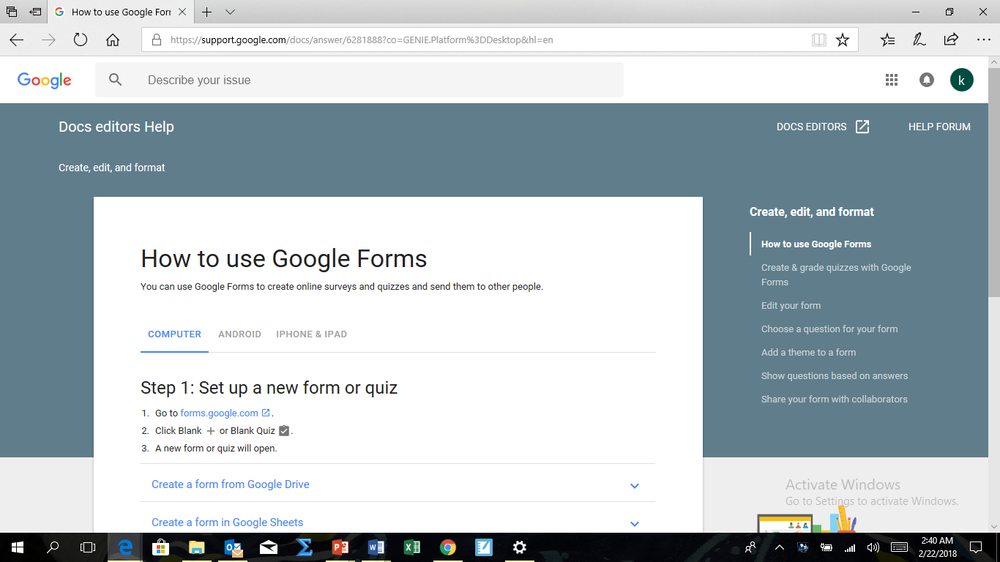 How to use Google For
https://support.google.com/docs/answer/6281888?co=GENIE.Platform%3DDesktop&hl=en
Google
Describe your issue
k
Docs editors Help
DOCS EDITORS
HELP FORUM
Create, edit, and format
How to use Google Forms
You can use Google Forms to create online surveys and quizzes and send them to other people.
COMPUTER ANDROID IPHONE & IPAD
Step 1: Set up a new form or quiz
1. Go to forms.google.com.
2. Click Blank or Blank Quiz.
3. A new form or quiz will open.
Create a form from Google Drive
Create a form in Google Sheets
Create, edit, and format
How to use Google Forms
Create & grade quizzes with Google
Forms
Edit your form
Choose a question for your form
Add a theme to a form
Show questions based on answers
Share your form with collaborators
Activate Windows
Go to Settings to activate Windows.
2:40 AM
2/22/2018